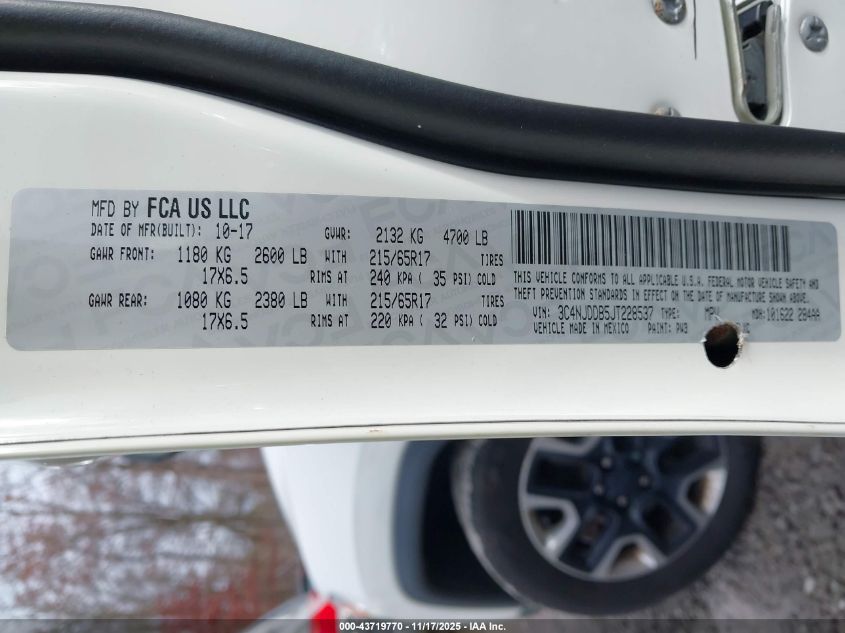 MFD BY FCA US LLC
DATE OF MFR(BUILT): 10-17 GVWR: 2132 KG 4700 LB
GAWR FRONT: 1180 KG 2600 LB WITH 215/65R17 TIRES
17X6.5 RIMS AT 240 KPA ( 35 PSI) COLD
GAWR REAR: 1080 KG 2380 LB WITH 215/65R17 TIRES
17X6.5 RIMS AT 220 KPA ( 32 PSI) COLD
THIS VEHICLE CONFORMS TO ALL APPLICABLE U.S.A. FEDERAL MOTOR VEHICLE SAFETY AND
THEFT PREVENTION STANDARDS IN EFFECT ON THE DATE OF MANUFACTURE SHOWN ABOVE.
VIN: 3C4NJDDB5JT228537 TYPE: MPV MDH:101622 284AA
VEHICLE MADE IN MEXICO PAINT: PW3
000-43719770 - 11/17/2025 - IAA Inc.